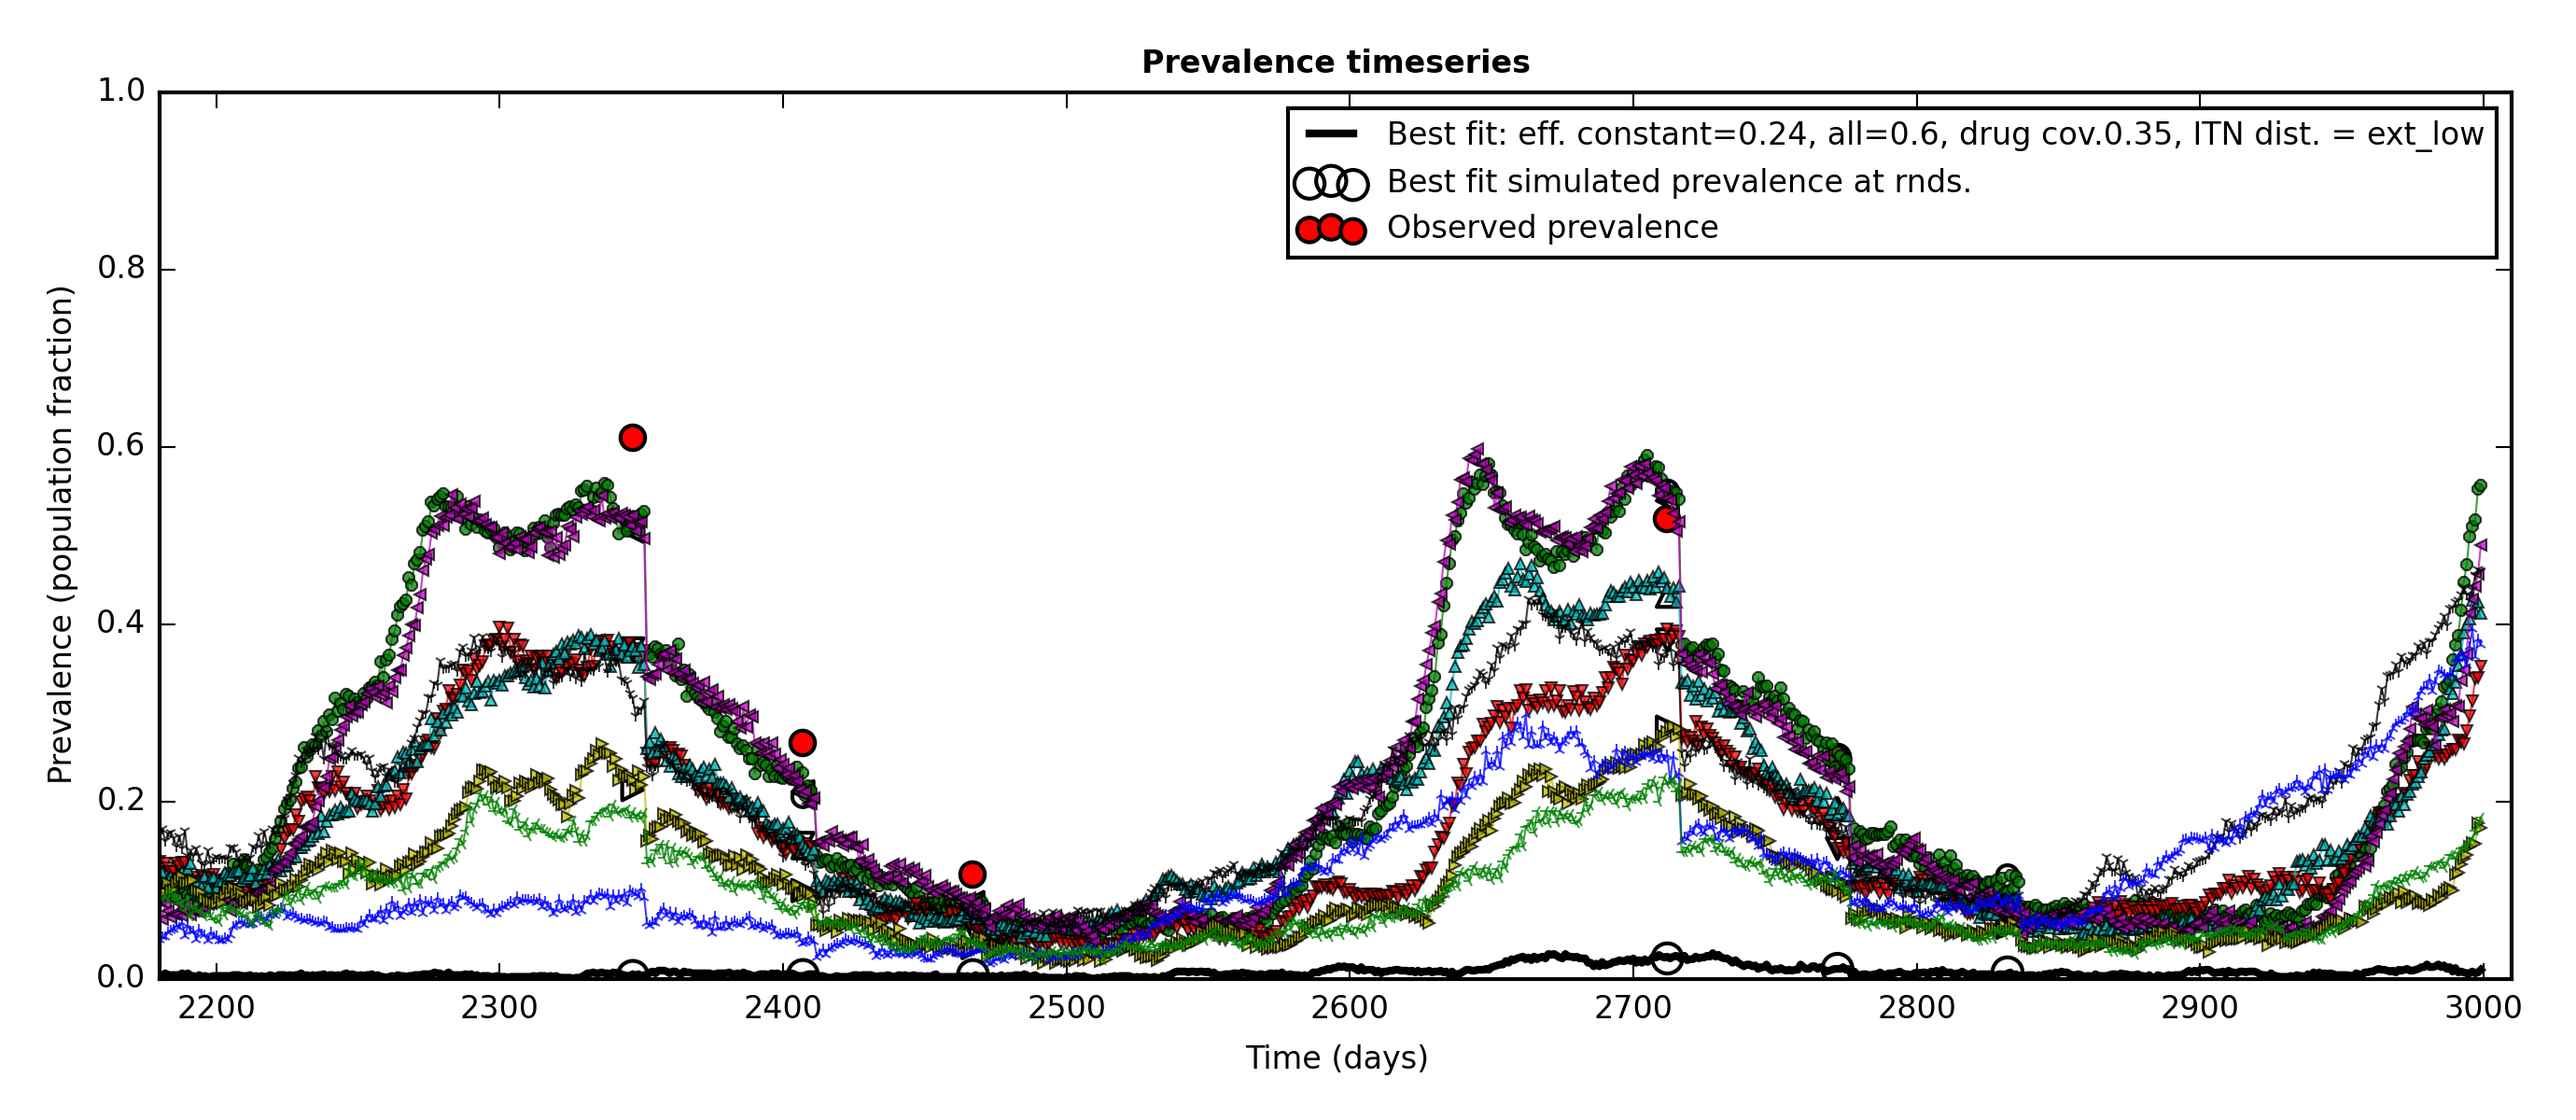 Prevalence timeseries
1.0
0.8
0.6
0.4
0.2
0.0
Prevalence (population fraction)
Best fit: eff. constant=0.24, all=0.6, drug cov.0.35, ITN dist. = ext_low
Best fit simulated prevalence at rnds.
Observed prevalence
2200 2300 2400 2500 2600 2700 2800 2900 3000
Time (days)